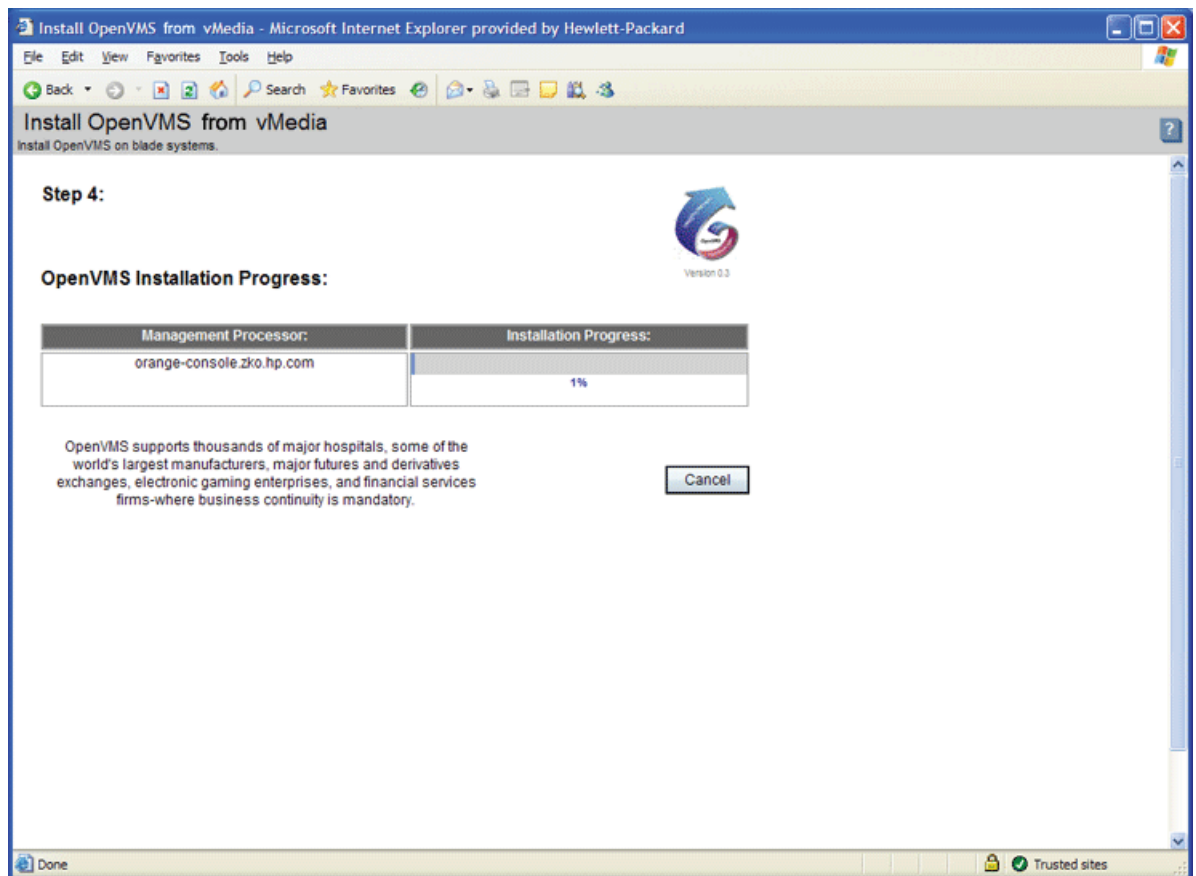 Install OpenVMS from vMedia - Microsoft Internet Explorer provided by Hewlett-Packard
File Edit View Favorites Tools Help
Back Search Favorites
Install OpenVMS from vMedia
?
Install OpenVMS on blade systems.
Step 4:
OpenVMS
Version 0.3
OpenVMS Installation Progress:
Management Processor: Installation Progress:
orange-console.zko.hp.com
1%
OpenVMS supports thousands of major hospitals, some of the
world's largest manufacturers, major futures and derivatives
exchanges, electronic gaming enterprises, and financial services
firms-where business continuity is mandatory.
Cancel
Done Trusted sites